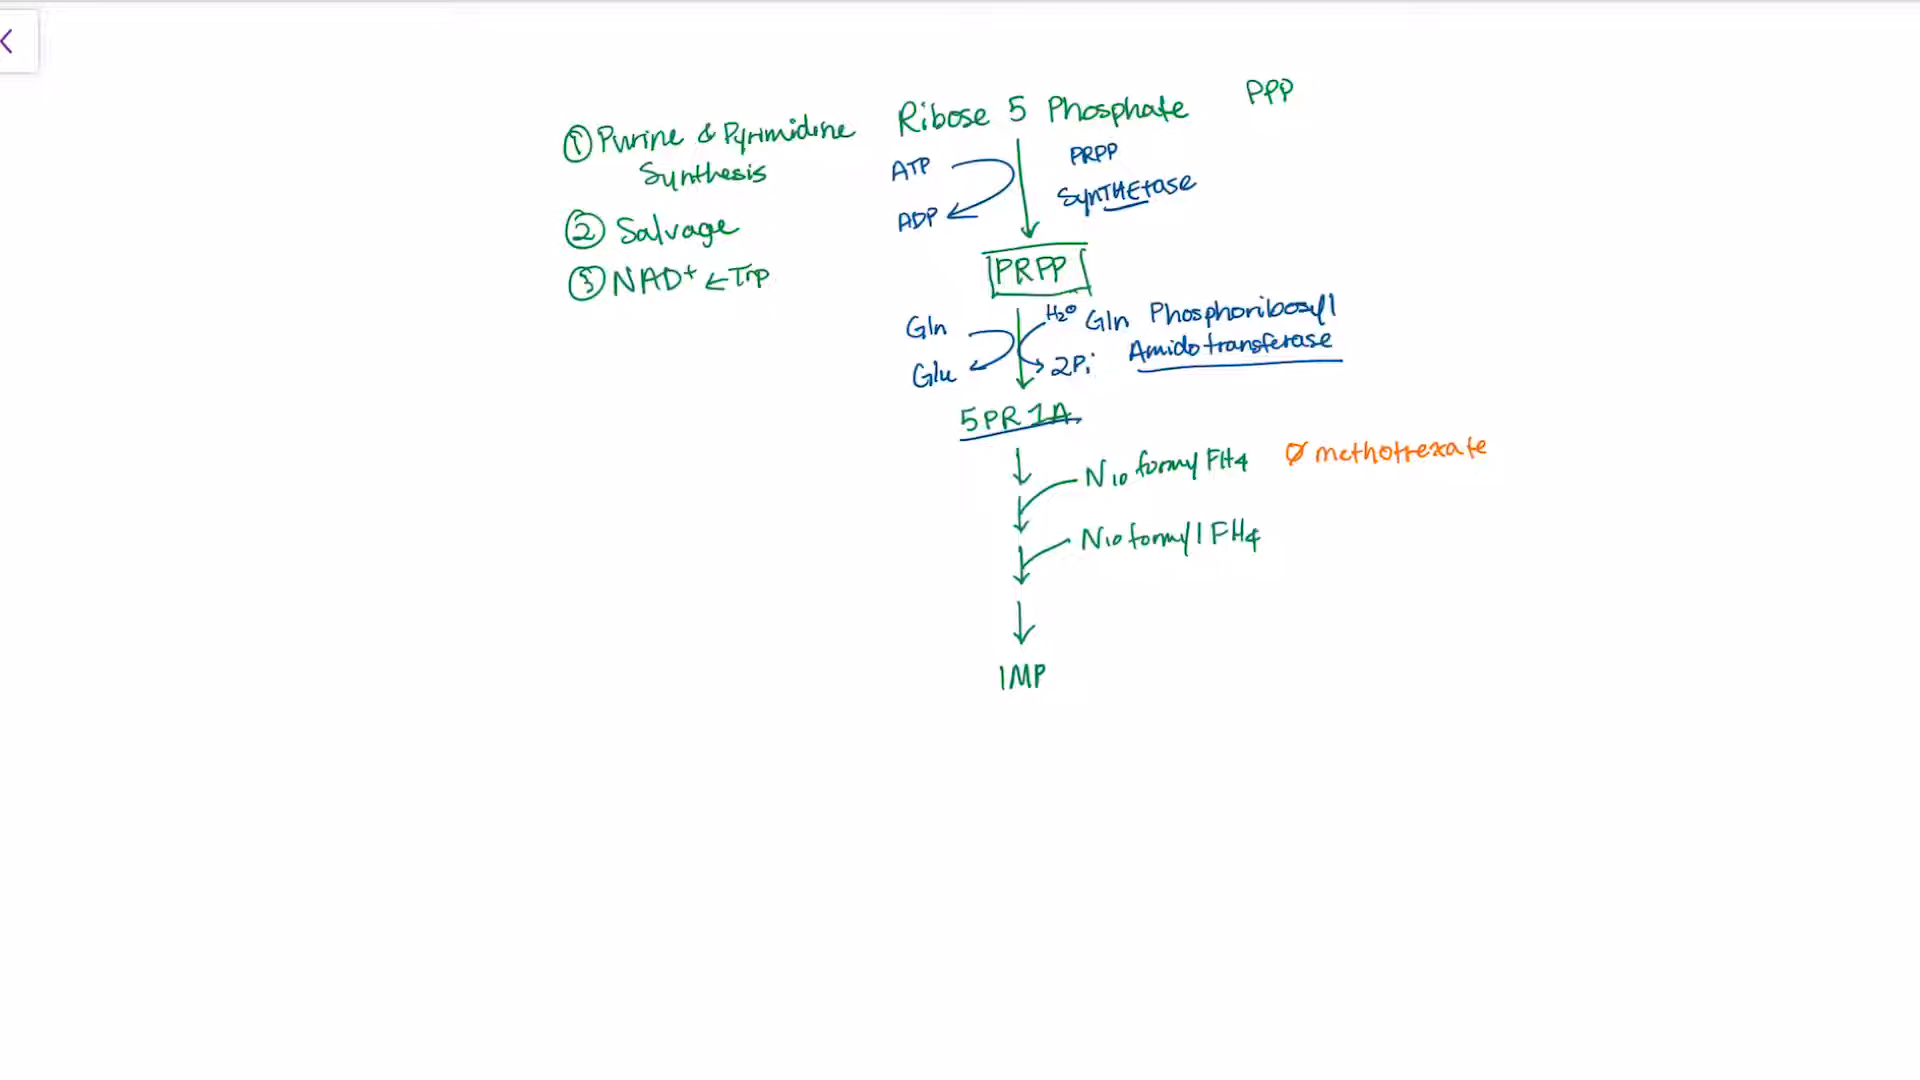 ① Purine & Pyrimidine
Synthesis
② Salvage
③ NAD+ ← Trp
Ribose 5 Phosphate
PPP
ATP
ADP
PRPP
SynTHEtase
PRPP
Gln
Glu
H2O
2Pi
Gln Phosphoribosyl
Amidotransferase
5PR1A
N10 formyl FH4
Ø methotrexate
N10 formyl FH4
IMP